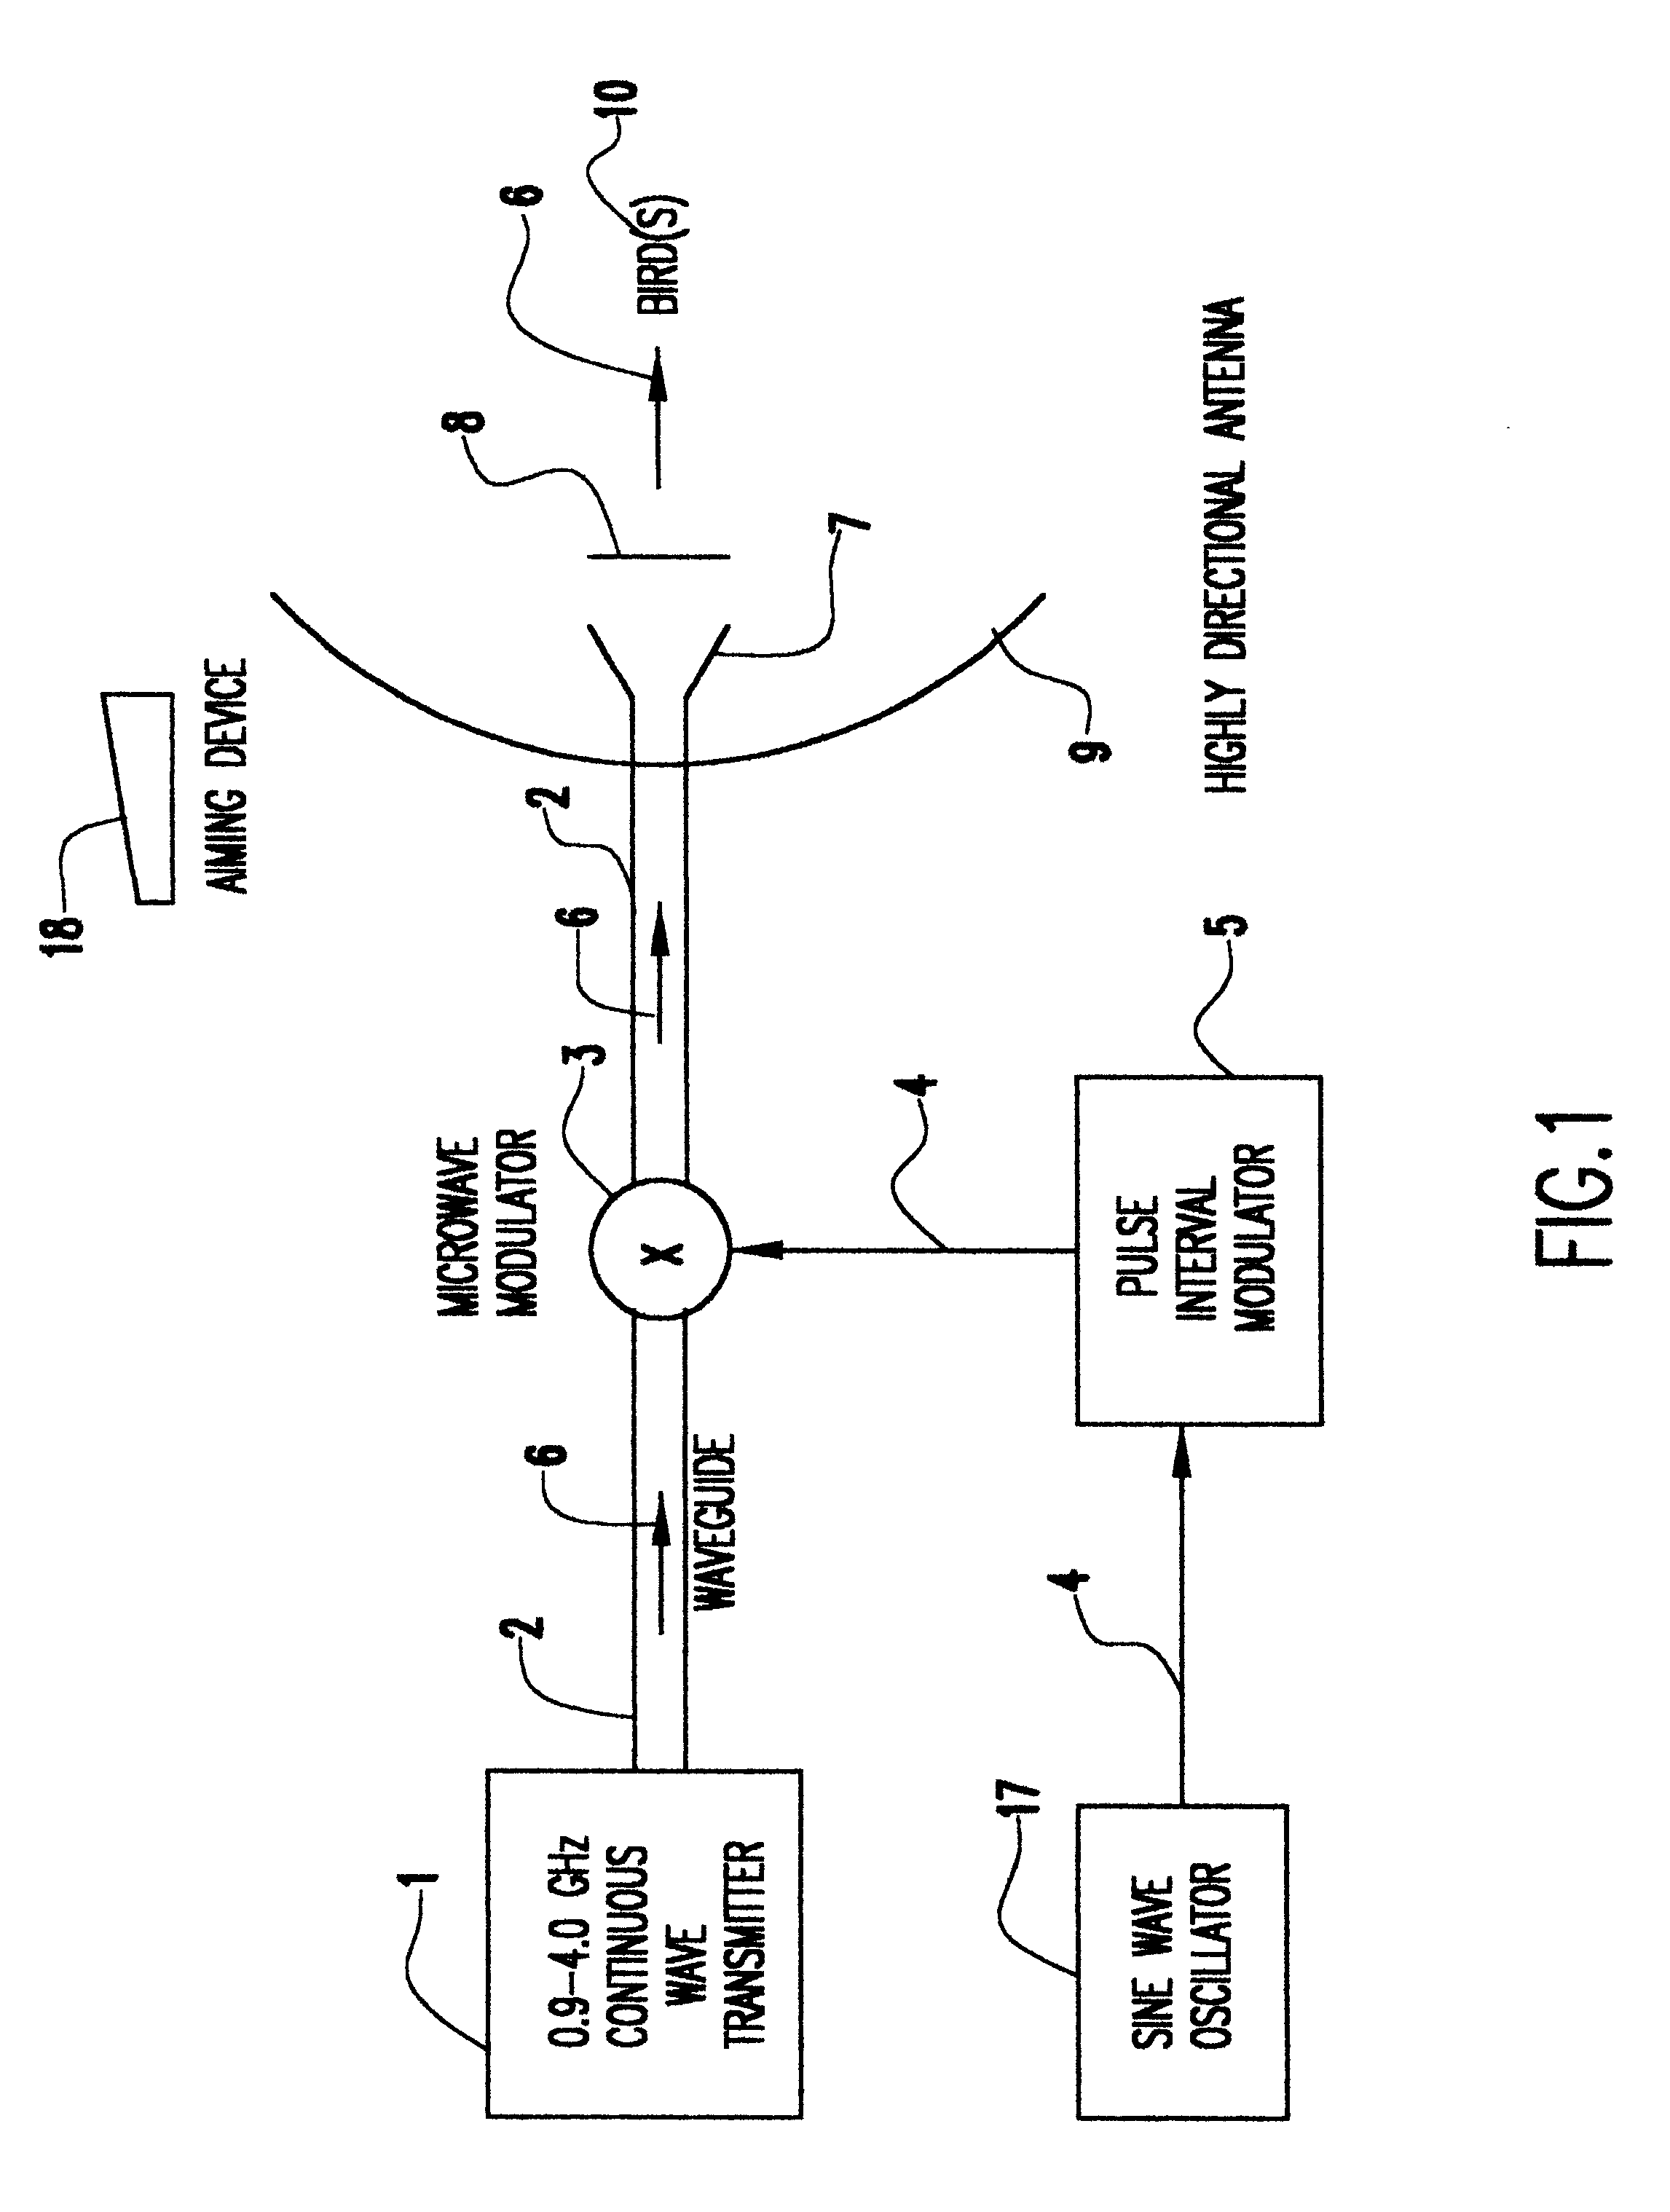 18
AIMING DEVICE
10
6
BIRD(S)
8
7
9
HIGHLY DIRECTIONAL ANTENNA
2
6
3
MICROWAVE
MODULATOR
X
6
2
WAVEGUIDE
1
0.9-4.0 GHz
CONTINUOUS
WAVE
TRANSMITTER
4
5
PULSE
INTERVAL
MODULATOR
4
17
SINE WAVE
OSCILLATOR
FIG. 1